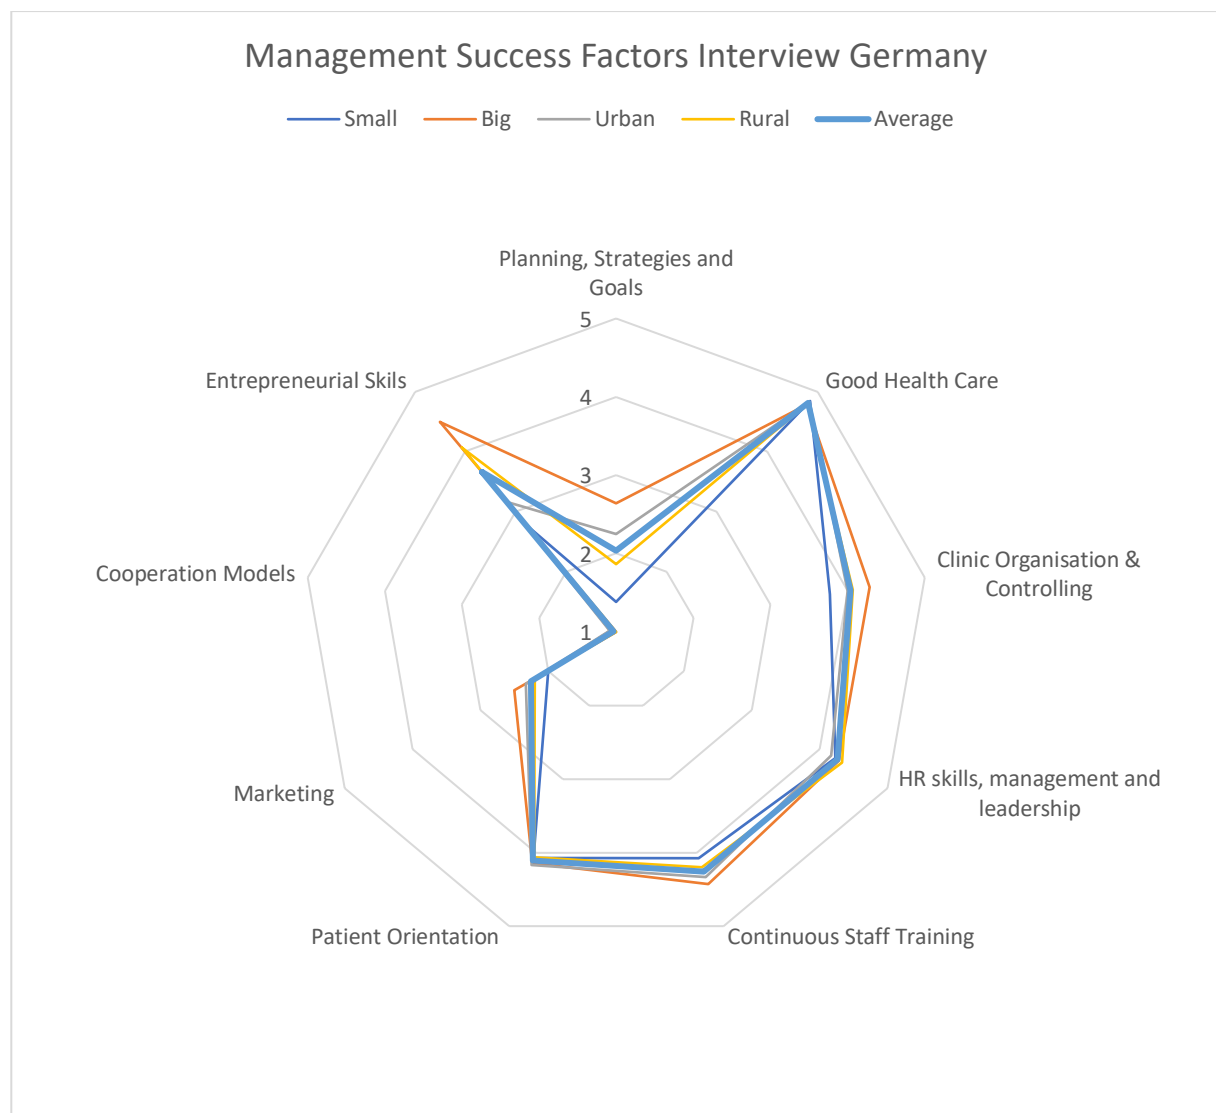 Management Success Factors Interview Germany
Small Big Urban Rural Average
Planning, Strategies and
Goals
5
Good Health Care
Entrepreneurial Skils
4
3
Clinic Organisation &
Controlling
Cooperation Models
2
1
HR skills, management and
leadership
Marketing
Patient Orientation
Continuous Staff Training